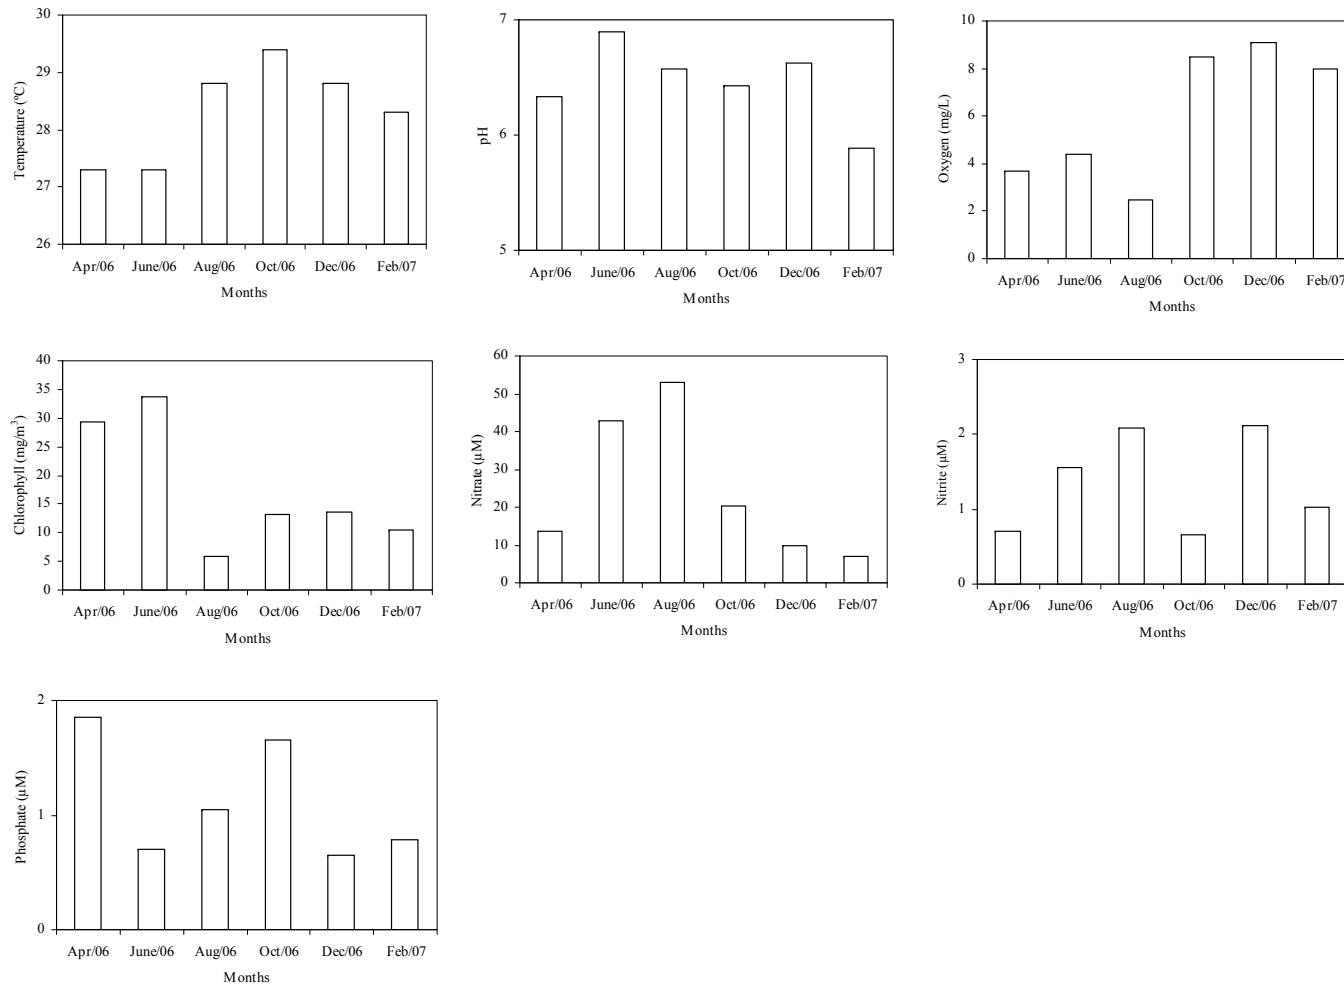 30
29
28
27
26
Temperature (ºC)
Apr/06 June/06 Aug/06 Oct/06 Dec/06 Feb/07
Months
7
6
5
pH
Apr/06 June/06 Aug/06 Oct/06 Dec/06 Feb/07
Months
10
8
6
4
2
0
Oxygen (mg/L)
Apr/06 June/06 Aug/06 Oct/06 Dec/06 Feb/07
Months
40
35
30
25
20
15
10
5
0
Chlorophyll (mg/m³)
Apr/06 June/06 Aug/06 Oct/06 Dec/06 Feb/07
Months
60
50
40
30
20
10
0
Nitrate (µM)
Apr/06 June/06 Aug/06 Oct/06 Dec/06 Feb/07
Months
3
2
1
0
Nitrite (µM)
Apr/06 June/06 Aug/06 Oct/06 Dec/06 Feb/07
Months
2
1
0
Phosphate (µM)
Apr/06 June/06 Aug/06 Oct/06 Dec/06 Feb/07
Months